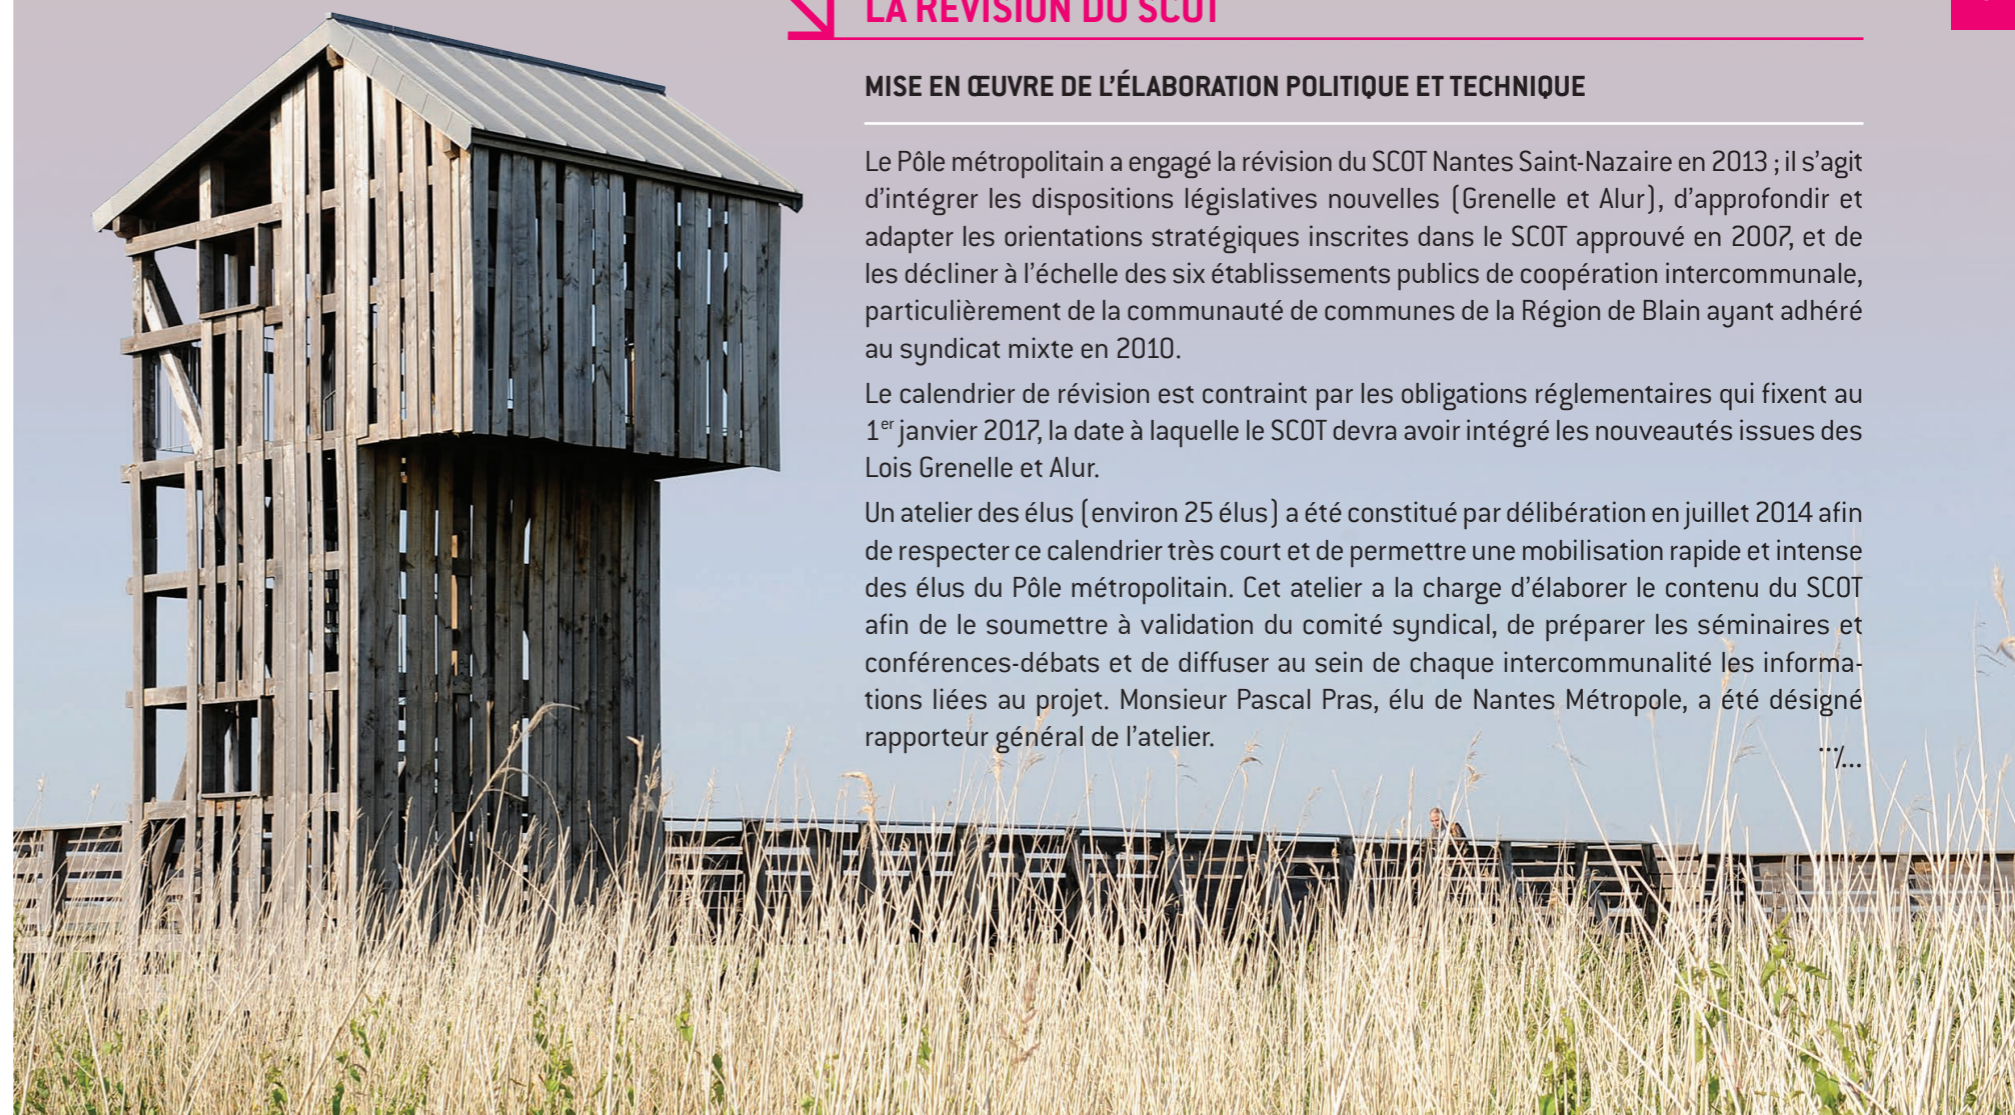 LA RÉVISION DU SCOT
MISE EN ŒUVRE DE L’ÉLABORATION POLITIQUE ET TECHNIQUE
Le Pôle métropolitain a engagé la révision du SCOT Nantes Saint-Nazaire en 2013 ; il s’agit
d’intégrer les dispositions législatives nouvelles (Grenelle et Alur), d’approfondir et
adapter les orientations stratégiques inscrites dans le SCOT approuvé en 2007, et de
les décliner à l’échelle des six établissements publics de coopération intercommunale,
particulièrement de la communauté de communes de la Région de Blain ayant adhéré
au syndicat mixte en 2010.
Le calendrier de révision est contraint par les obligations réglementaires qui fixent au
1er janvier 2017, la date à laquelle le SCOT devra avoir intégré les nouveautés issues des
Lois Grenelle et Alur.
Un atelier des élus (environ 25 élus) a été constitué par délibération en juillet 2014 afin
de respecter ce calendrier très court et de permettre une mobilisation rapide et intense
des élus du Pôle métropolitain. Cet atelier a la charge d’élaborer le contenu du SCOT
afin de le soumettre à validation du comité syndical, de préparer les séminaires et
conférences-débats et de diffuser au sein de chaque intercommunalité les informa-
tions liées au projet. Monsieur Pascal Pras, élu de Nantes Métropole, a été désigné
rapporteur général de l’atelier.
.../...